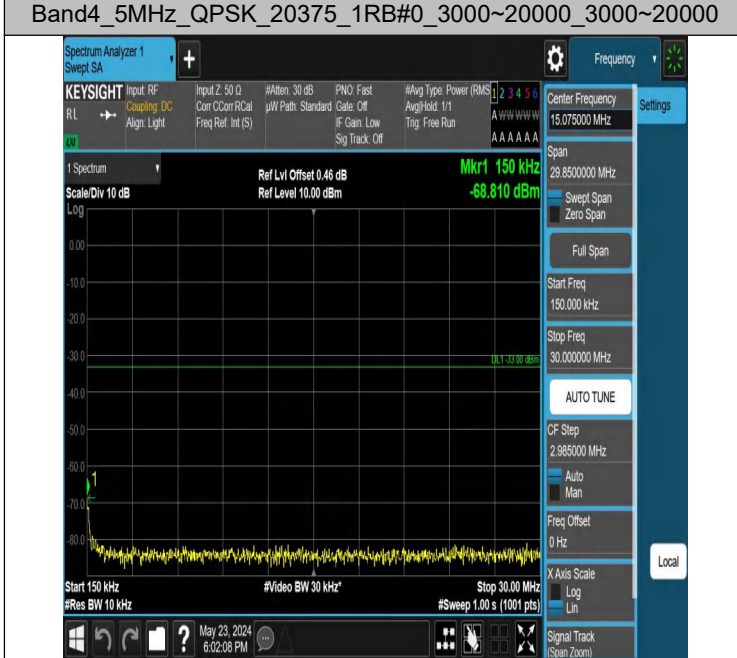 Band4_5MHz_QPSK_20375_1RB#0_3000~20000_3000~20000
Spectrum Analyzer 1
Swept SA
+
Frequency
KEYSIGHT
RL
Input: RF
Coupling: DC
Align: Light
Input Z: 50 Ω
Corr CCorr RCal
Freq Ref: Int (S)
#Atten: 30 dB
µW Path: Standard
PNO: Fast
Gate: Off
IF Gain: Low
Sig Track: Off
#Avg Type: Power (RMS
Avg|Hold: 1/1
Trig: Free Run
1 2 3 4 5 6
A W W W W W
A A A A A A
LXI
1 Spectrum
Scale/Div 10 dB
Log
Ref Lvl Offset 0.46 dB
Ref Level 10.00 dBm
Mkr1 150 kHz
-68.810 dBm
0.00
-10.0
-20.0
-30.0
-40.0
-50.0
-60.0
-70.0
-80.0
DL1 -33.00 dBm
1
Start 150 kHz
#Res BW 10 kHz
#Video BW 30 kHz*
Stop 30.00 MHz
#Sweep 1.00 s (1001 pts)
Center Frequency
15.075000 MHz
Settings
Span
29.8500000 MHz
Swept Span
Zero Span
Full Span
Start Freq
150.000 kHz
Stop Freq
30.000000 MHz
AUTO TUNE
CF Step
2.985000 MHz
Auto
Man
Freq Offset
0 Hz
X Axis Scale
Log
Lin
Local
Signal Track
(Span Zoom)
?
May 23, 2024
6:02:08 PM